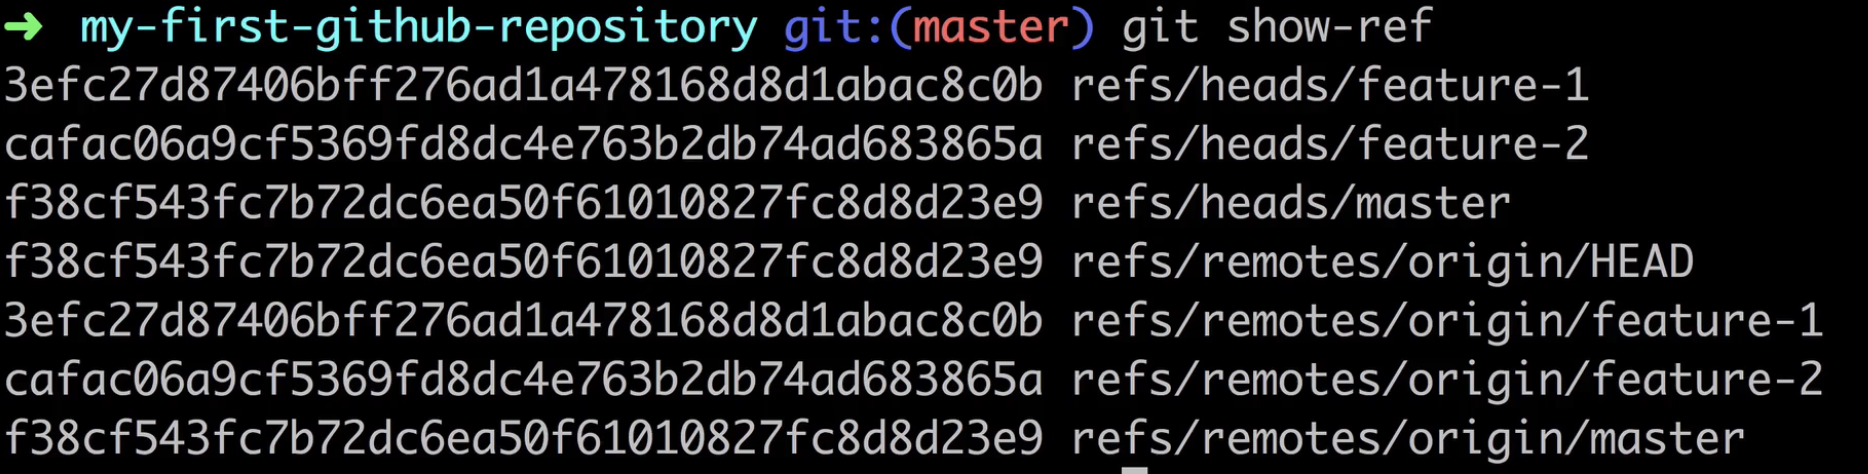 ➜ my-first-github-repository git:(master) git show-ref
3efc27d87406bff276ad1a478168d8d1abac8c0b refs/heads/feature-1
cafac06a9cf5369fd8dc4e763b2db74ad683865a refs/heads/feature-2
f38cf543fc7b72dc6ea50f61010827fc8d8d23e9 refs/heads/master
f38cf543fc7b72dc6ea50f61010827fc8d8d23e9 refs/remotes/origin/HEAD
3efc27d87406bff276ad1a478168d8d1abac8c0b refs/remotes/origin/feature-1
cafac06a9cf5369fd8dc4e763b2db74ad683865a refs/remotes/origin/feature-2
f38cf543fc7b72dc6ea50f61010827fc8d8d23e9 refs/remotes/origin/master